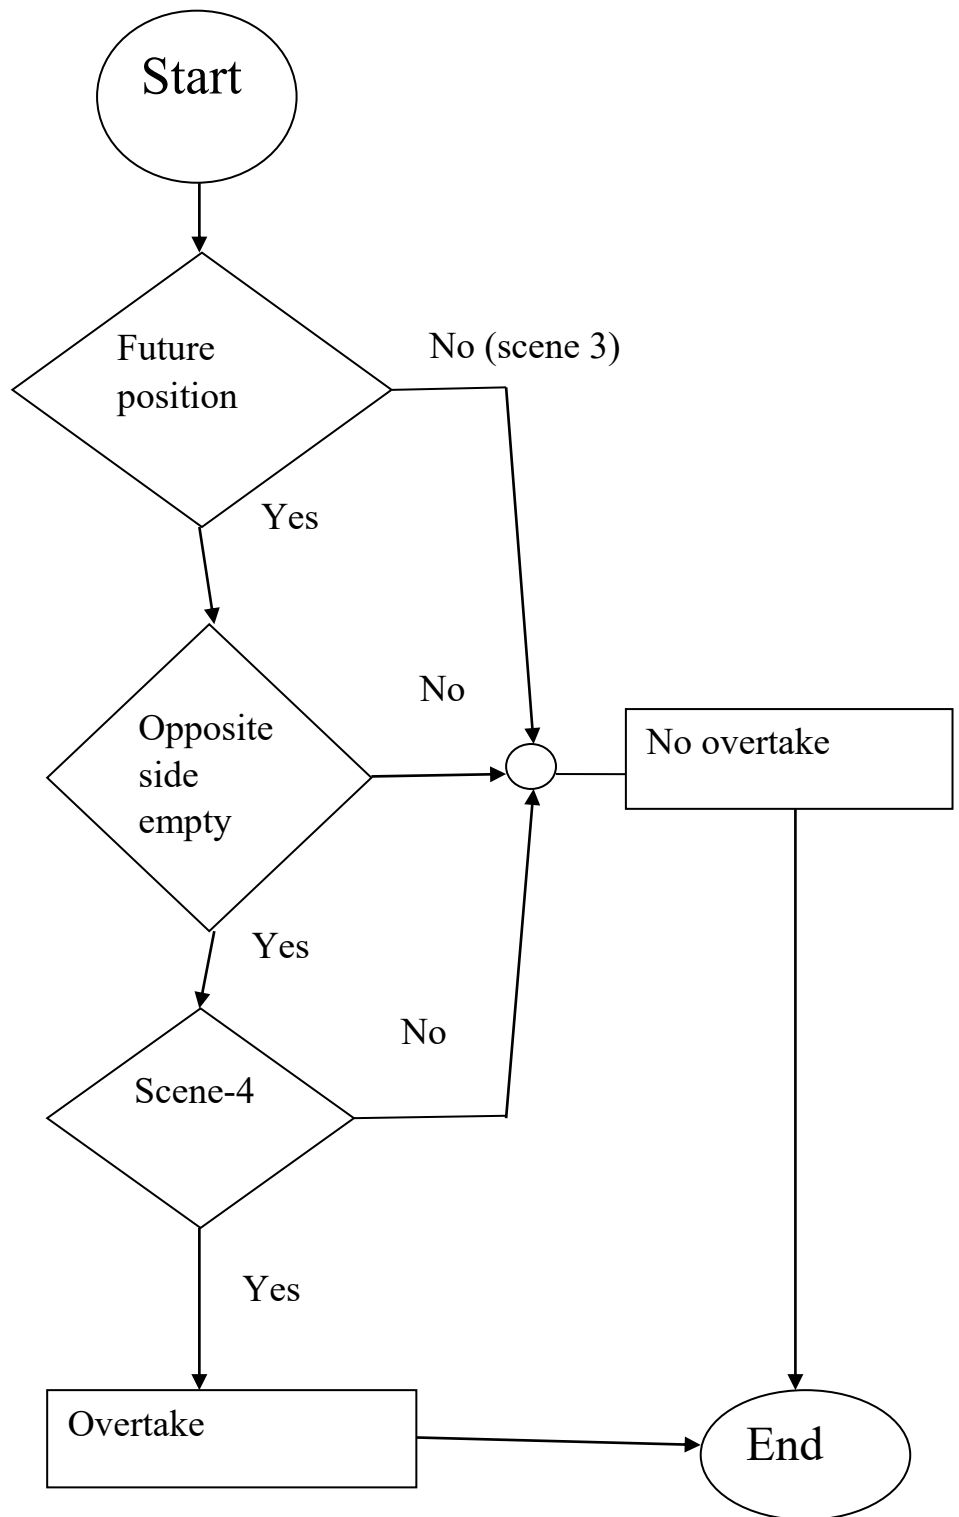 Start
Future
position
No (scene 3)
Yes
No
Opposite
side
empty
No overtake
Yes
No
Scene-4
Yes
Overtake
End